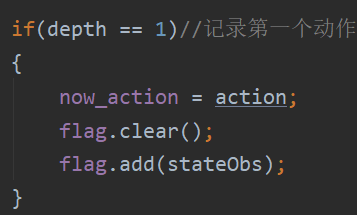 if(depth == 1)//记录第一个动作
{
now_action = action;
flag.clear();
flag.add(stateObs);
}